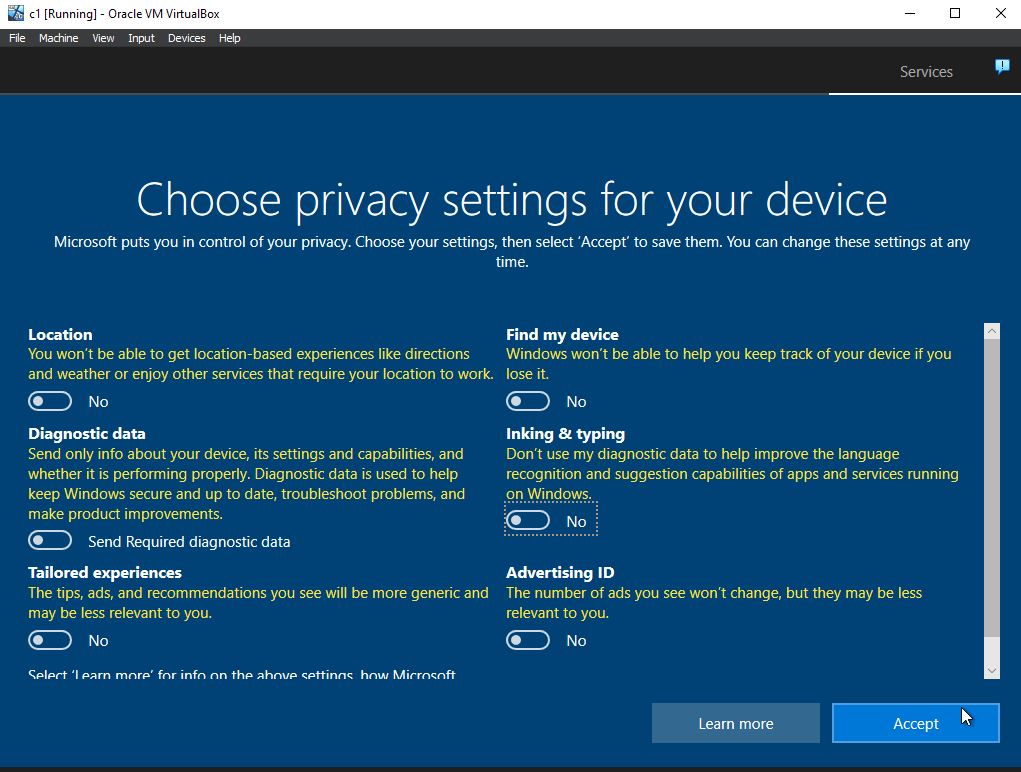 c1 [Running] - Oracle VM VirtualBox
File Machine View Input Devices Help
Services
Choose privacy settings for your device
Microsoft puts you in control of your privacy. Choose your settings, then select ‘Accept’ to save them. You can change these settings at any
time.
Location
You won’t be able to get location-based experiences like directions
and weather or enjoy other services that require your location to work.
No
Find my device
Windows won’t be able to help you keep track of your device if you
lose it.
No
Diagnostic data
Send only info about your device, its settings and capabilities, and
whether it is performing properly. Diagnostic data is used to help
keep Windows secure and up to date, troubleshoot problems, and
make product improvements.
Send Required diagnostic data
Inking & typing
Don’t use my diagnostic data to help improve the language
recognition and suggestion capabilities of apps and services running
on Windows.
No
Tailored experiences
The tips, ads, and recommendations you see will be more generic and
may be less relevant to you.
No
Advertising ID
The number of ads you see won’t change, but they may be less
relevant to you.
No
Select ‘Learn more’ for info on the above settings, how Microsoft
Learn more
Accept